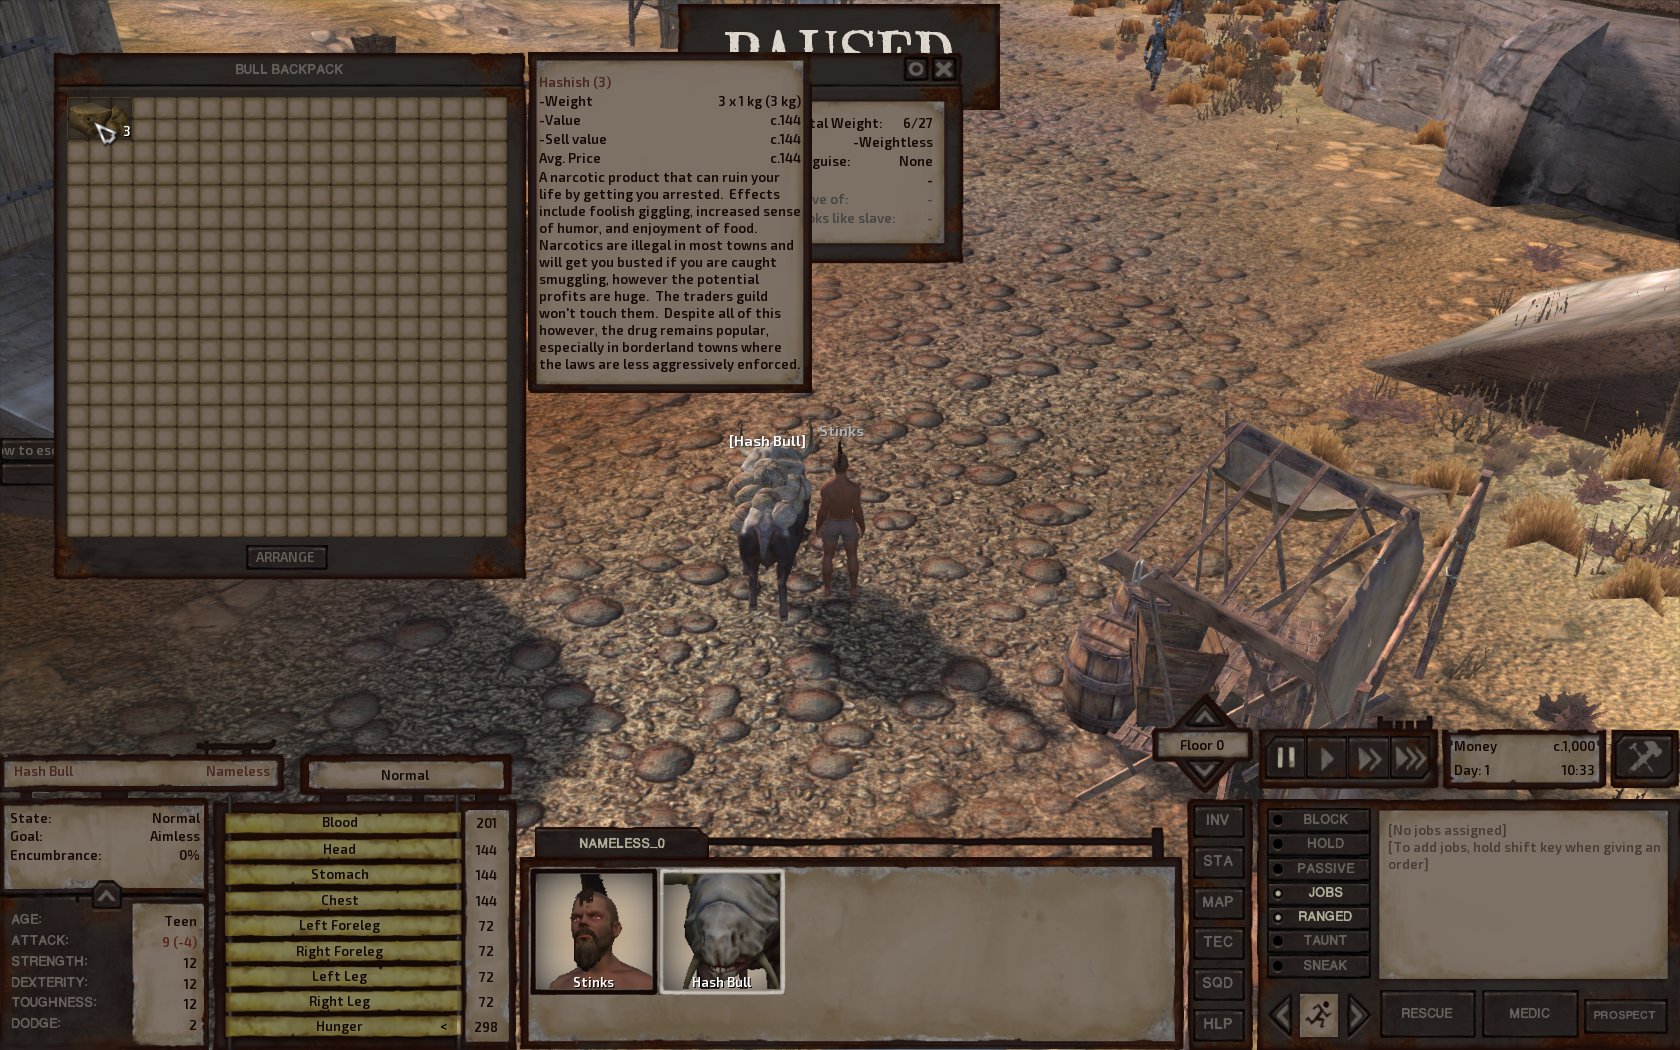 PAUSED
BULL BACKPACK
3
Hashish (3)
-Weight 3 x 1 kg (3 kg)
-Value c.144
-Sell value c.144
Avg. Price c.144
A narcotic product that can ruin your
life by getting you arrested. Effects
include foolish giggling, increased sense
of humor, and enjoyment of food.
Narcotics are illegal in most towns and
will get you busted if you are caught
smuggling, however the potential
profits are huge. The traders guild
won't touch them. Despite all of this
however, the drug remains popular,
especially in borderland towns where
the laws are less aggressively enforced.
tal Weight: 6/27
-Weightless
guise: None
-
ve of: -
oks like slave: -
[Hash Bull]
Stinks
ow to esc
ARRANGE
Floor 0
Money c.1,000
Day: 1 10:33
Hash Bull Nameless
Normal
State: Normal
Goal: Aimless
Encumbrance: 0%
AGE: Teen
ATTACK: 9 (-4)
STRENGTH: 12
DEXTERITY: 12
TOUGHNESS: 12
DODGE: 2
Blood 201
Head 144
Stomach 144
Chest 144
Left Foreleg 72
Right Foreleg 72
Left Leg 72
Right Leg 72
Hunger < 298
NAMELESS_0
Stinks
Hash Bull
INV
STA
MAP
TEC
SQD
HLP
BLOCK
HOLD
PASSIVE
JOBS
RANGED
TAUNT
SNEAK
[No jobs assigned]
[To add jobs, hold shift key when giving an
order]
RESCUE
MEDIC
PROSPECT